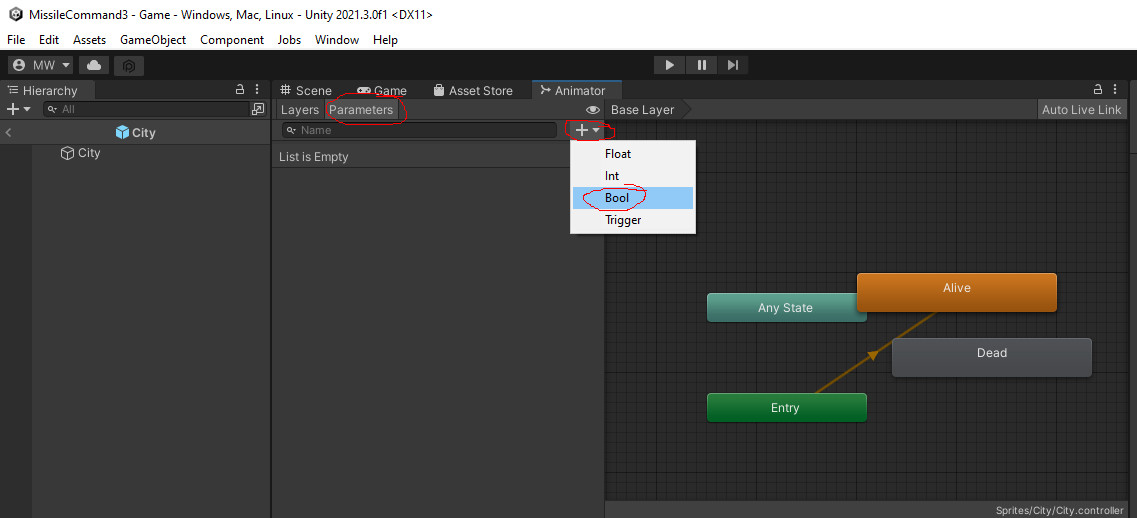 MissileCommand3 - Game - Windows, Mac, Linux - Unity 2021.3.0f1 <DX11>
File Edit Assets GameObject Component Jobs Window Help
MW
Hierarchy
All
City
City
Scene Game Asset Store Animator
Layers Parameters
Base Layer
Auto Live Link
Name
List is Empty
Float
Int
Bool
Trigger
Alive
Any State
Dead
Entry
Sprites/City/City.controller